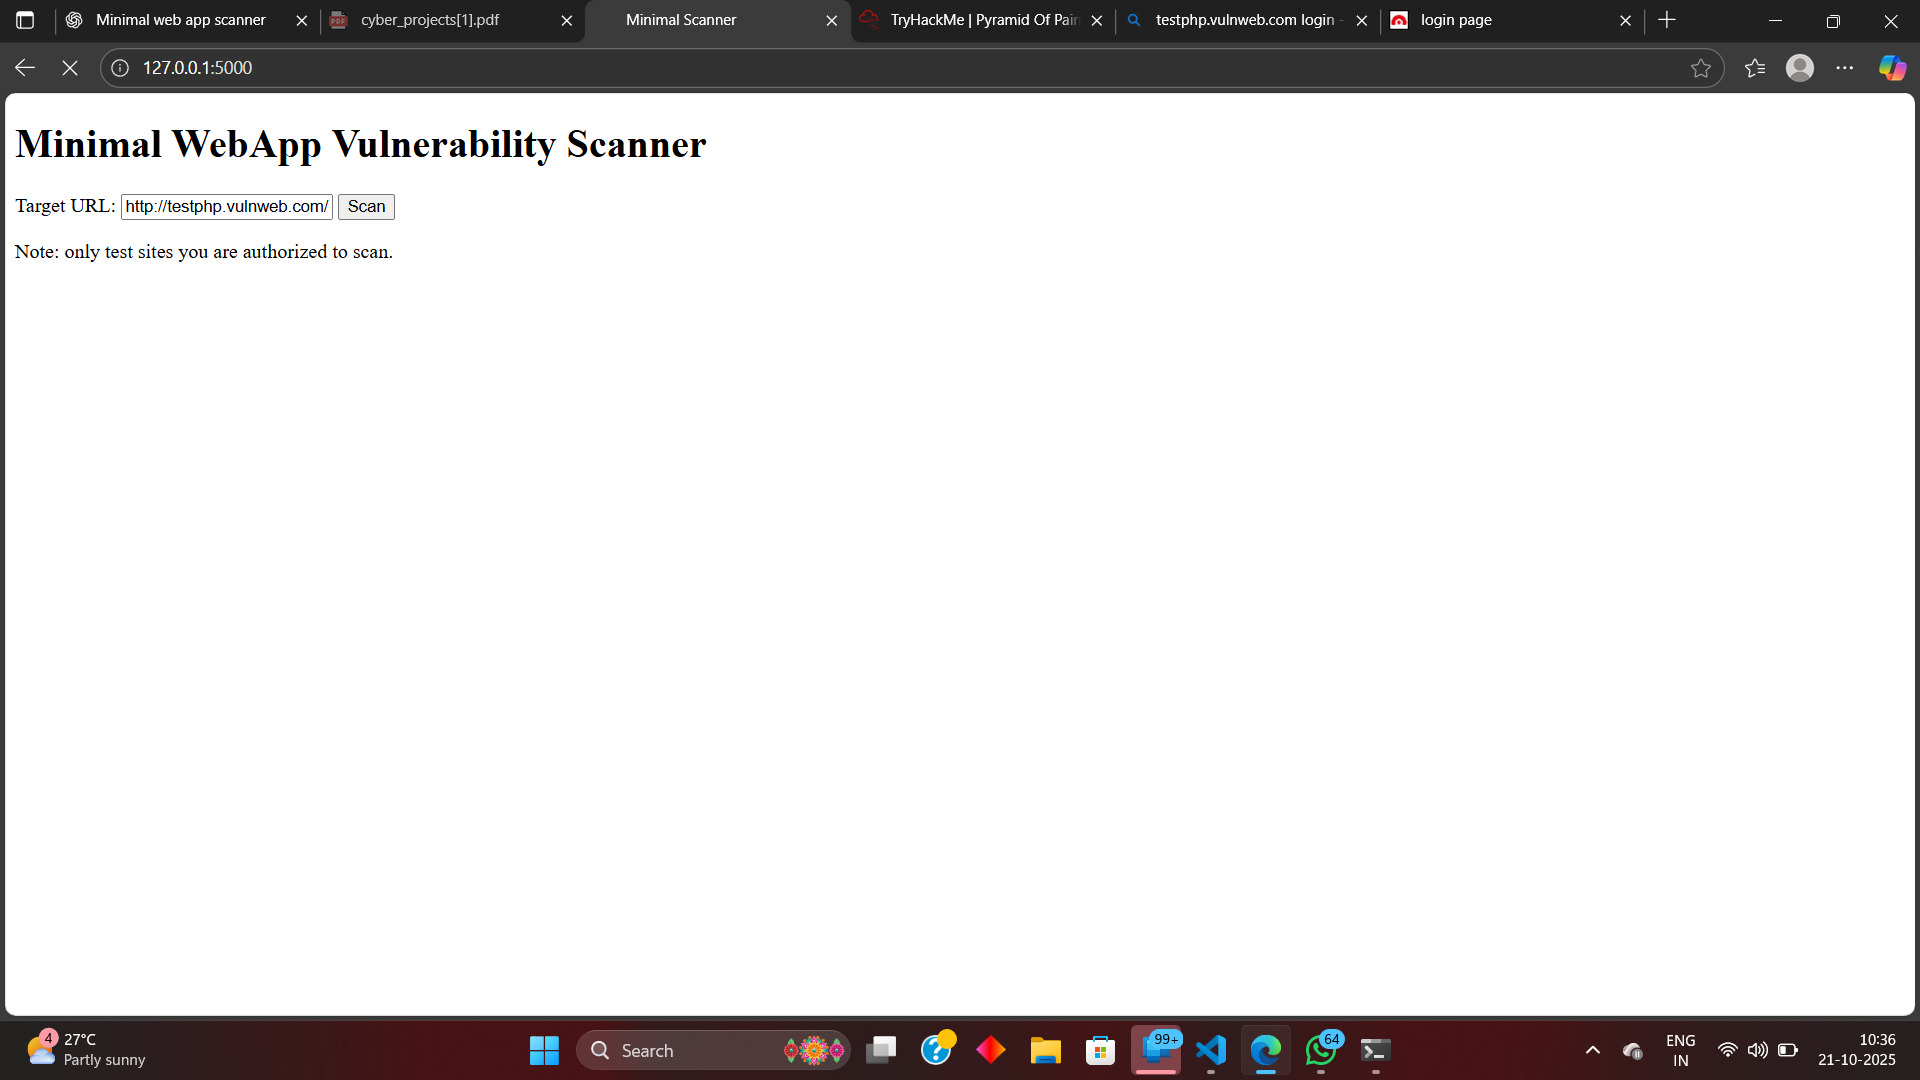 Minimal web app scanner
cyber_projects[1].pdf
Minimal Scanner
TryHackMe | Pyramid Of Pain
testphp.vulnweb.com login -
login page
127.0.0.1:5000
Minimal WebApp Vulnerability Scanner
Target URL: http://testphp.vulnweb.com/ Scan
Note: only test sites you are authorized to scan.
4
27°C
Partly sunny
Search
99+
64
ENG
IN
10:36
21-10-2025